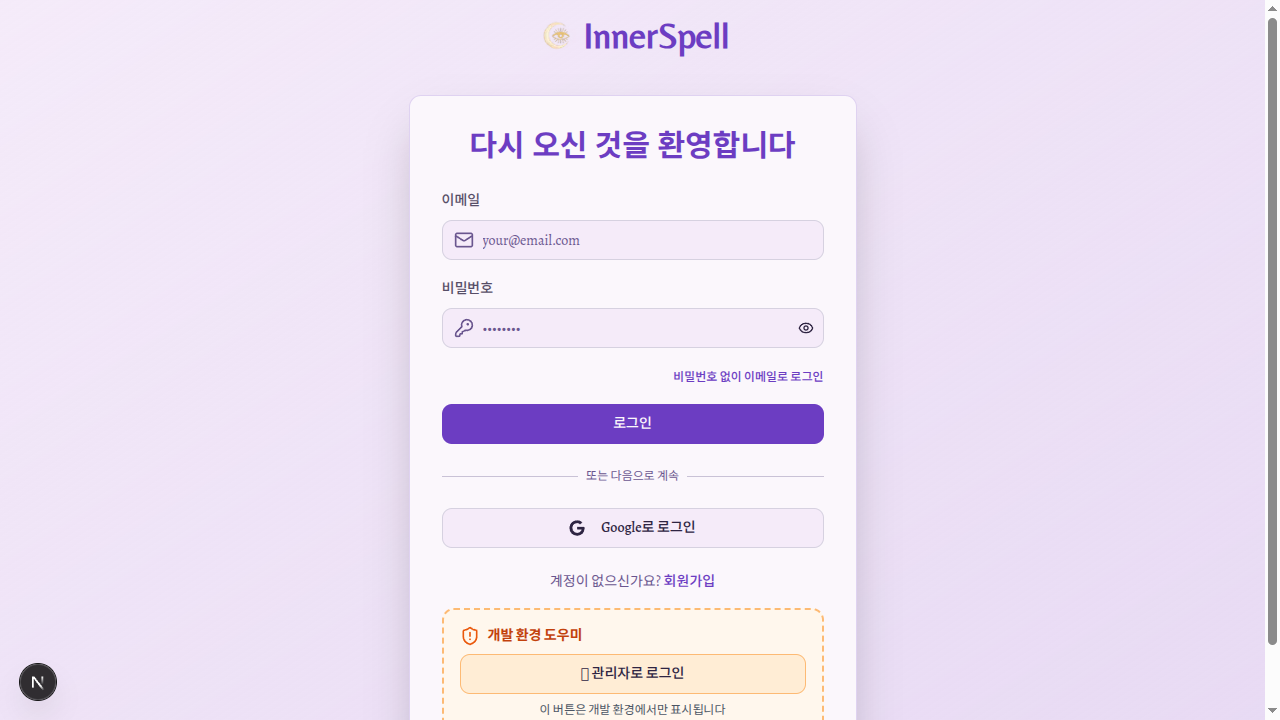 InnerSpell
다시 오신 것을 환영합니다
이메일
your@email.com
비밀번호
••••••••
비밀번호 없이 이메일로 로그인
로그인
또는 다음으로 계속
G Google로 로그인
계정이 없으신가요? 회원가입
개발 환경 도우미
관리자로 로그인
이 버튼은 개발 환경에서만 표시됩니다
N